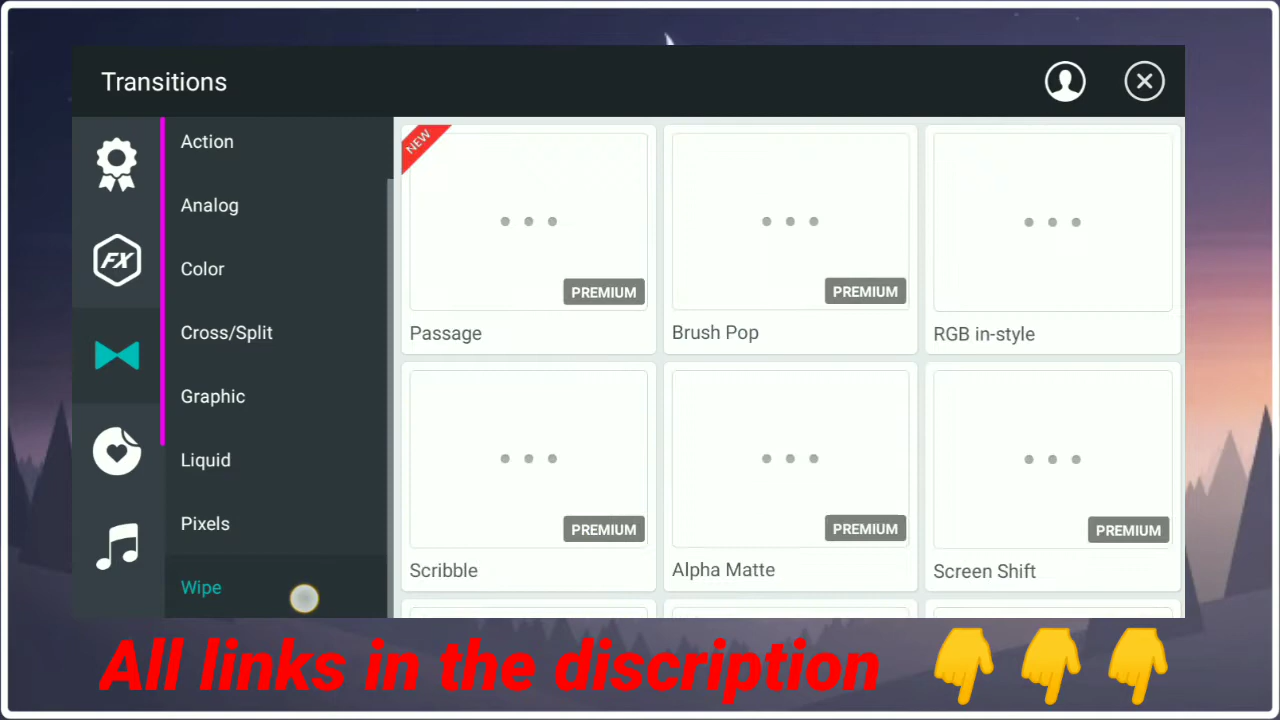 Transitions
Action
Analog
Color
Cross/Split
Graphic
Liquid
Pixels
Wipe
FX
NEW
PREMIUM
Passage
PREMIUM
Brush Pop
RGB in-style
PREMIUM
Scribble
PREMIUM
Alpha Matte
PREMIUM
Screen Shift
All links in the discription 👇👇👇